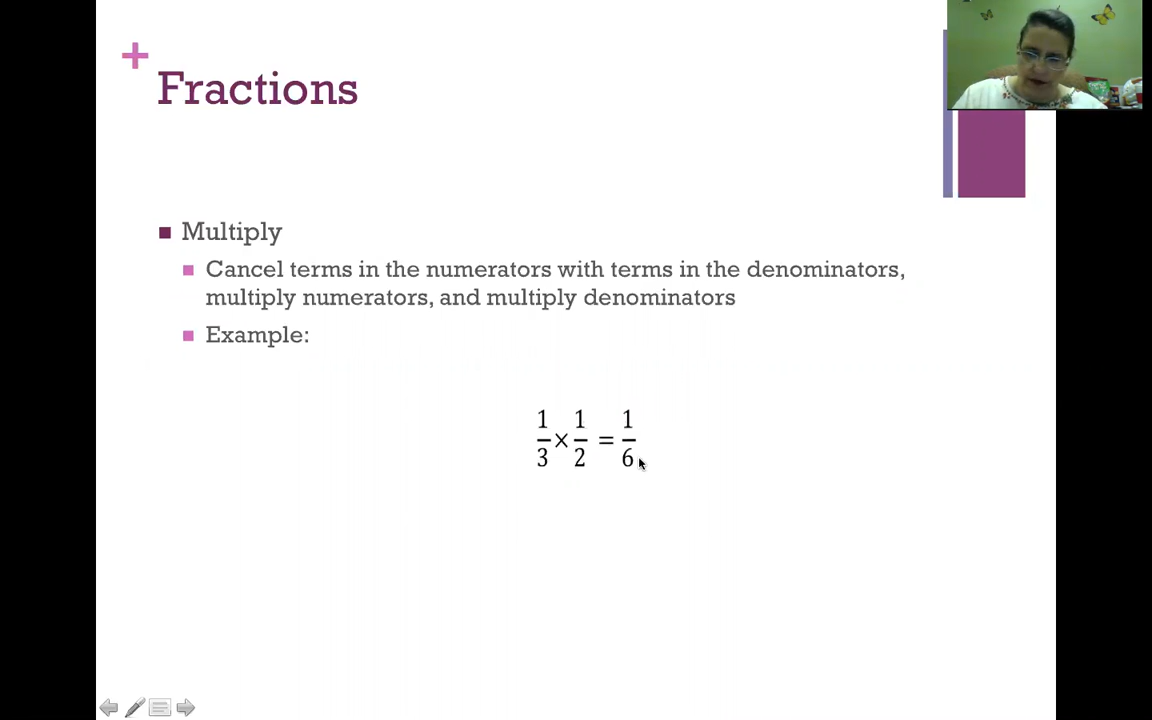 +
Fractions
Multiply
Cancel terms in the numerators with terms in the denominators,
multiply numerators, and multiply denominators
Example:
1/3 × 1/2 = 1/6